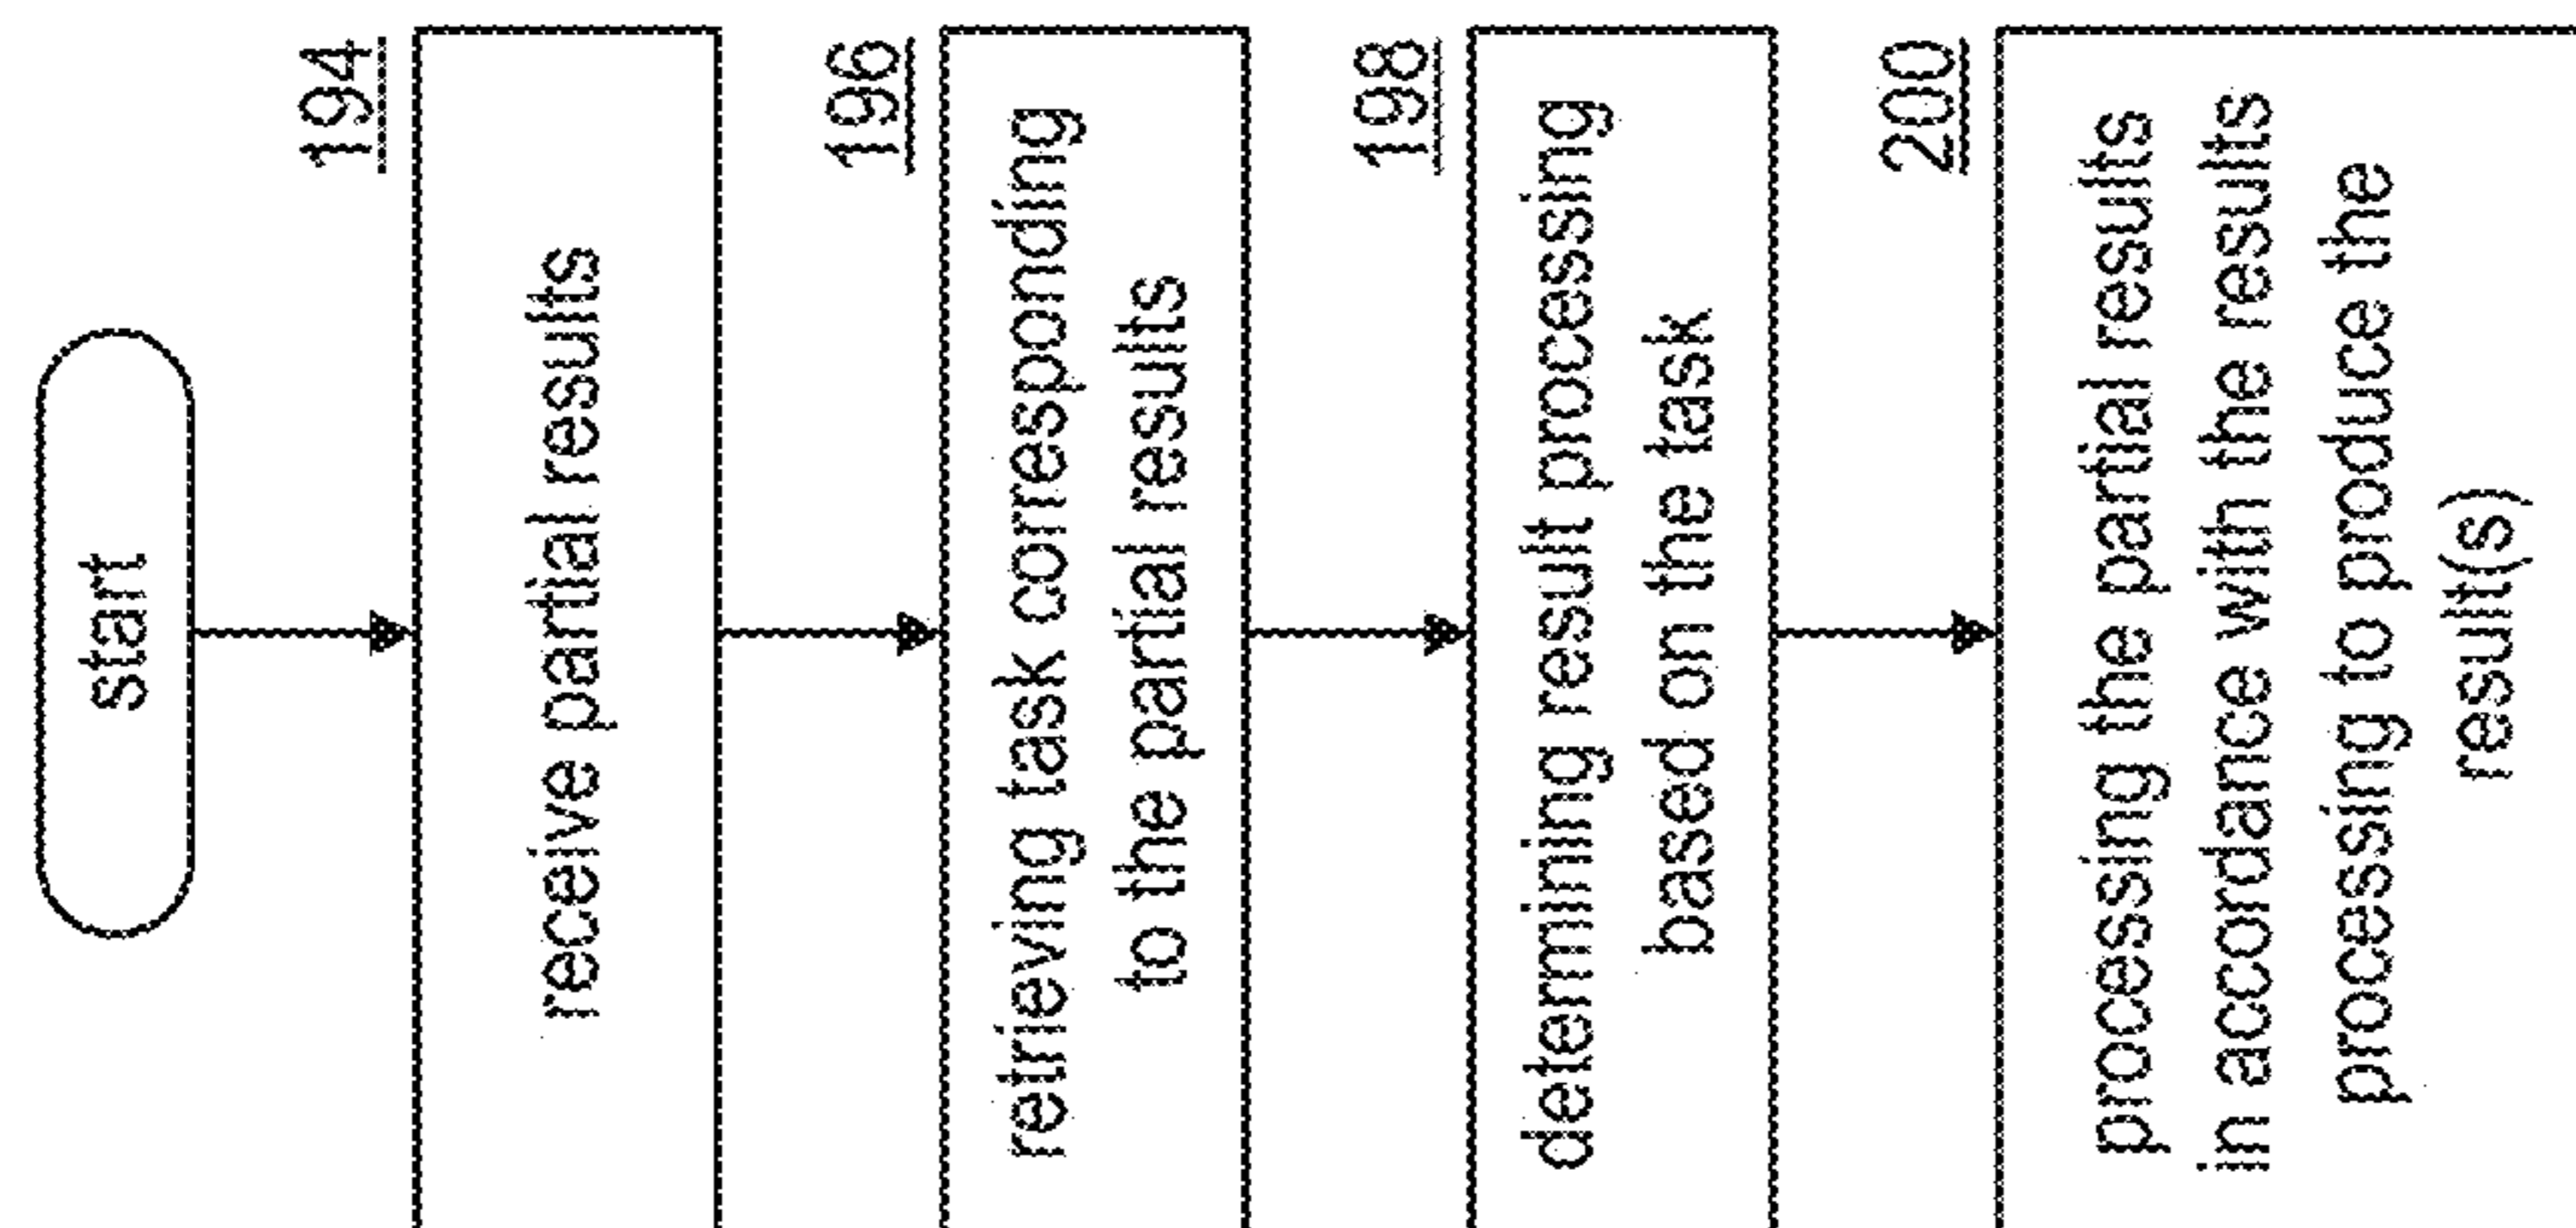 start
194
receive partial results
196
retrieving task corresponding
to the partial results
198
determining result processing
based on the task
200
processing the partial results
in accordance with the results
processing to produce the
result(s)